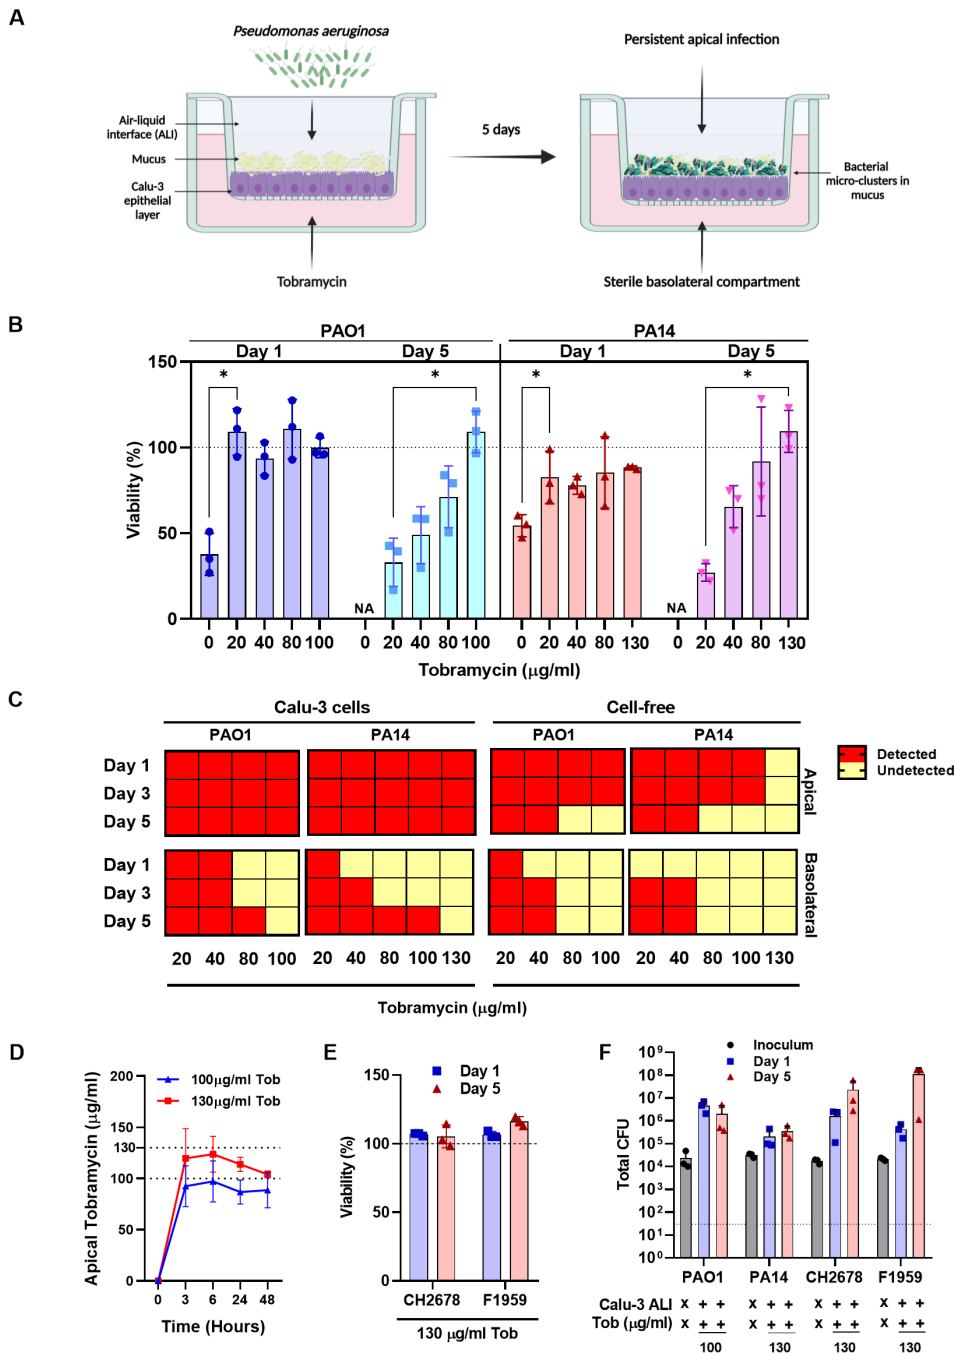 A
Pseudomonas aeruginosa
Persistent apical infection
Air-liquid
interface (ALI)
Mucus
Calu-3
epithelial
layer
5 days
Bacterial
micro-clusters in
mucus
Tobramycin
Sterile basolateral compartment
B
PAO1 PA14
Day 1 Day 5 Day 1 Day 5
Viability (%)
150
100
50
0
* * * *
NA NA
0 20 40 80 100 0 20 40 80 100 0 20 40 80 130 0 20 40 80 130
Tobramycin (μg/ml)
C
Calu-3 cells Cell-free
PAO1 PA14 PAO1 PA14
Day 1
Day 3
Day 5
Apical
Detected
Undetected
Day 1
Day 3
Day 5
Basolateral
20 40 80 100 20 40 80 100 130 20 40 80 100 20 40 80 100 130
Tobramycin (μg/ml)
D
Apical Tobramycin (μg/ml)
200
150
130
100
50
0
100μg/ml Tob
130μg/ml Tob
0 3 6 24 48
Time (Hours)
E
Viability (%)
150
100
50
0
Day 1
Day 5
CH2678 F1959
130 μg/ml Tob
F
Total CFU
10⁹
10⁸
10⁷
10⁶
10⁵
10⁴
10³
10²
10¹
10⁰
Inoculum
Day 1
Day 5
PAO1 PA14 CH2678 F1959
Calu-3 ALI x + + x + + x + + x + +
Tob (μg/ml) x + + x + + x + + x + +
100 130 130 130